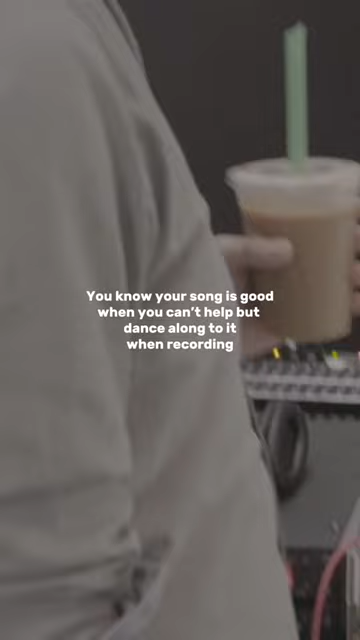 You know your song is good
when you can't help but
dance along to it
when recording